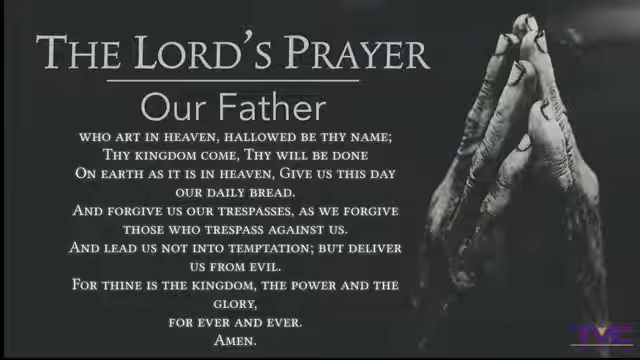 The Lord's Prayer
Our Father
who art in heaven, hallowed be thy name;
Thy kingdom come, Thy will be done
On earth as it is in heaven, Give us this day
our daily bread.
And forgive us our trespasses, as we forgive
those who trespass against us.
And lead us not into temptation; but deliver
us from evil.
For thine is the kingdom, the power and the
glory,
for ever and ever.
Amen.
TMC